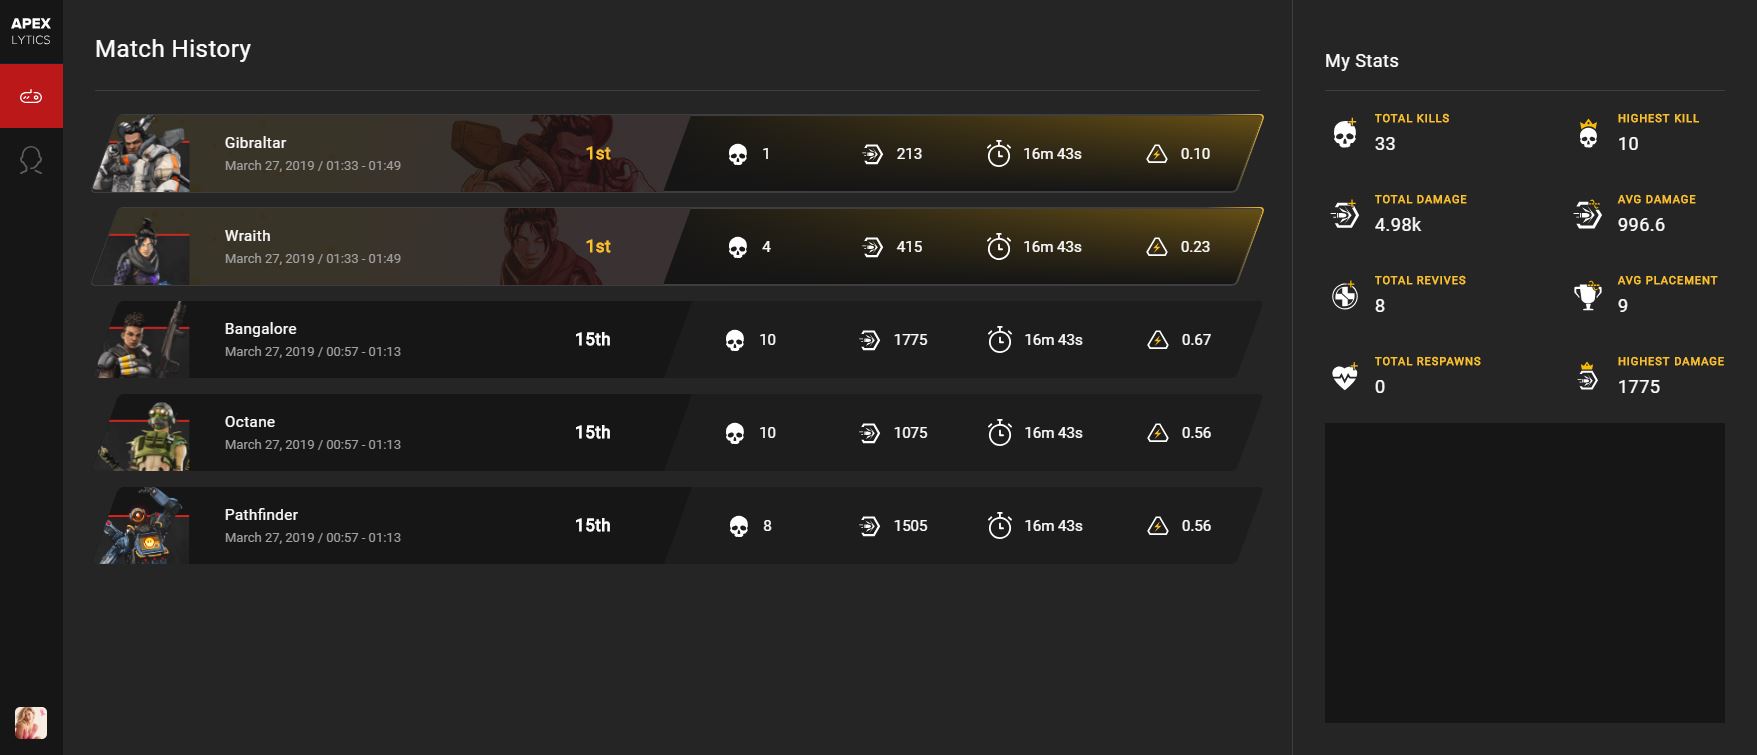 APEX
LYTICS
Match History
Gibraltar
March 27, 2019 / 01:33 - 01:49
1st
1
213
16m 43s
0.10
Wraith
March 27, 2019 / 01:33 - 01:49
1st
4
415
16m 43s
0.23
Bangalore
March 27, 2019 / 00:57 - 01:13
15th
10
1775
16m 43s
0.67
Octane
March 27, 2019 / 00:57 - 01:13
15th
10
1075
16m 43s
0.56
Pathfinder
March 27, 2019 / 00:57 - 01:13
15th
8
1505
16m 43s
0.56
My Stats
TOTAL KILLS
33
HIGHEST KILL
10
TOTAL DAMAGE
4.98k
AVG DAMAGE
996.6
TOTAL REVIVES
8
AVG PLACEMENT
9
TOTAL RESPAWNS
0
HIGHEST DAMAGE
1775